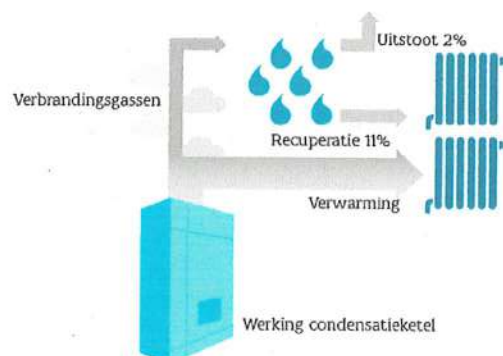 Uitstoot 2%
Verbrandingsgassen
Recuperatie 11%
Verwarming
Werking condensatieketel